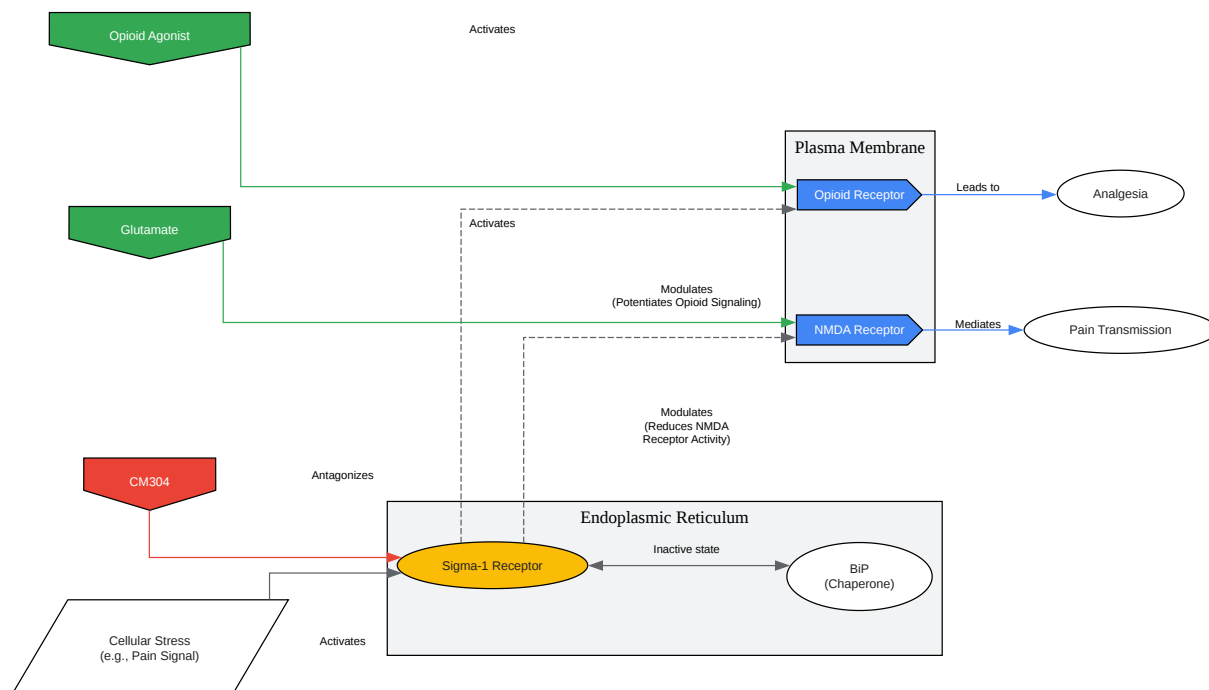 Opioid Agonist
Activates
Plasma Membrane
Opioid Receptor
Leads to
Analgesia
Glutamate
Activates
Modulates
(Potentiates Opioid Signaling)
NMDA Receptor
Mediates
Pain Transmission
Modulates
(Reduces NMDA
Receptor Activity)
CM304
Antagonizes
Endoplasmic Reticulum
Sigma-1 Receptor
Inactive state
BiP
(Chaperone)
Cellular Stress
(e.g., Pain Signal)
Activates